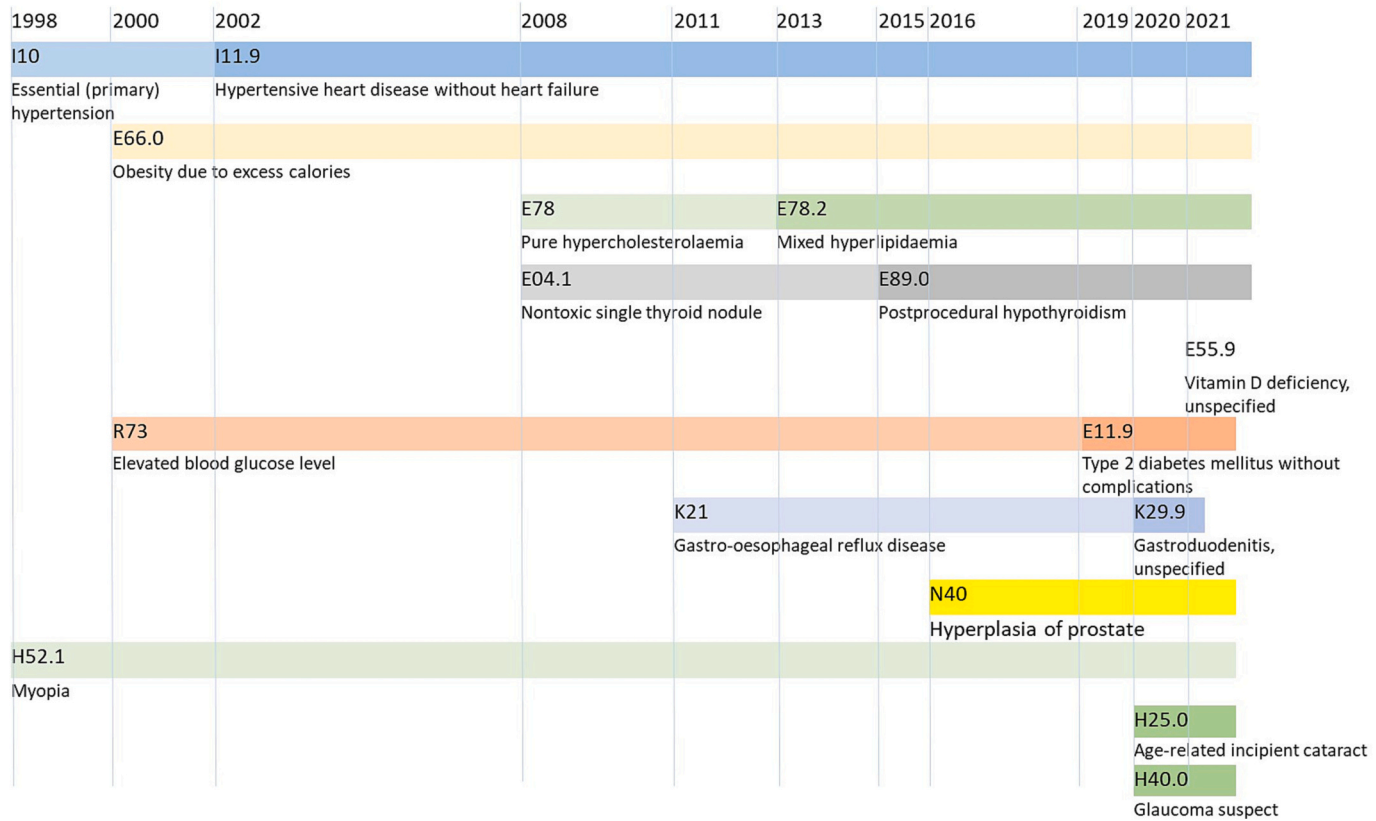 1998 2000 2002 2008 2011 2013 2015 2016 2019 2020 2021
I10 I11.9
Essential (primary) Hypertensive heart disease without heart failure
hypertension
E66.0
Obesity due to excess calories
E78 E78.2
Pure hypercholesterolaemia Mixed hyperlipidaemia
E04.1 E89.0
Nontoxic single thyroid nodule Postprocedural hypothyroidism
E55.9
Vitamin D deficiency,
unspecified
R73 E11.9
Elevated blood glucose level Type 2 diabetes mellitus without
complications
K21 K29.9
Gastro-oesophageal reflux disease Gastroduodenitis,
unspecified
N40
Hyperplasia of prostate
H52.1
Myopia
H25.0
Age-related incipient cataract
H40.0
Glaucoma suspect